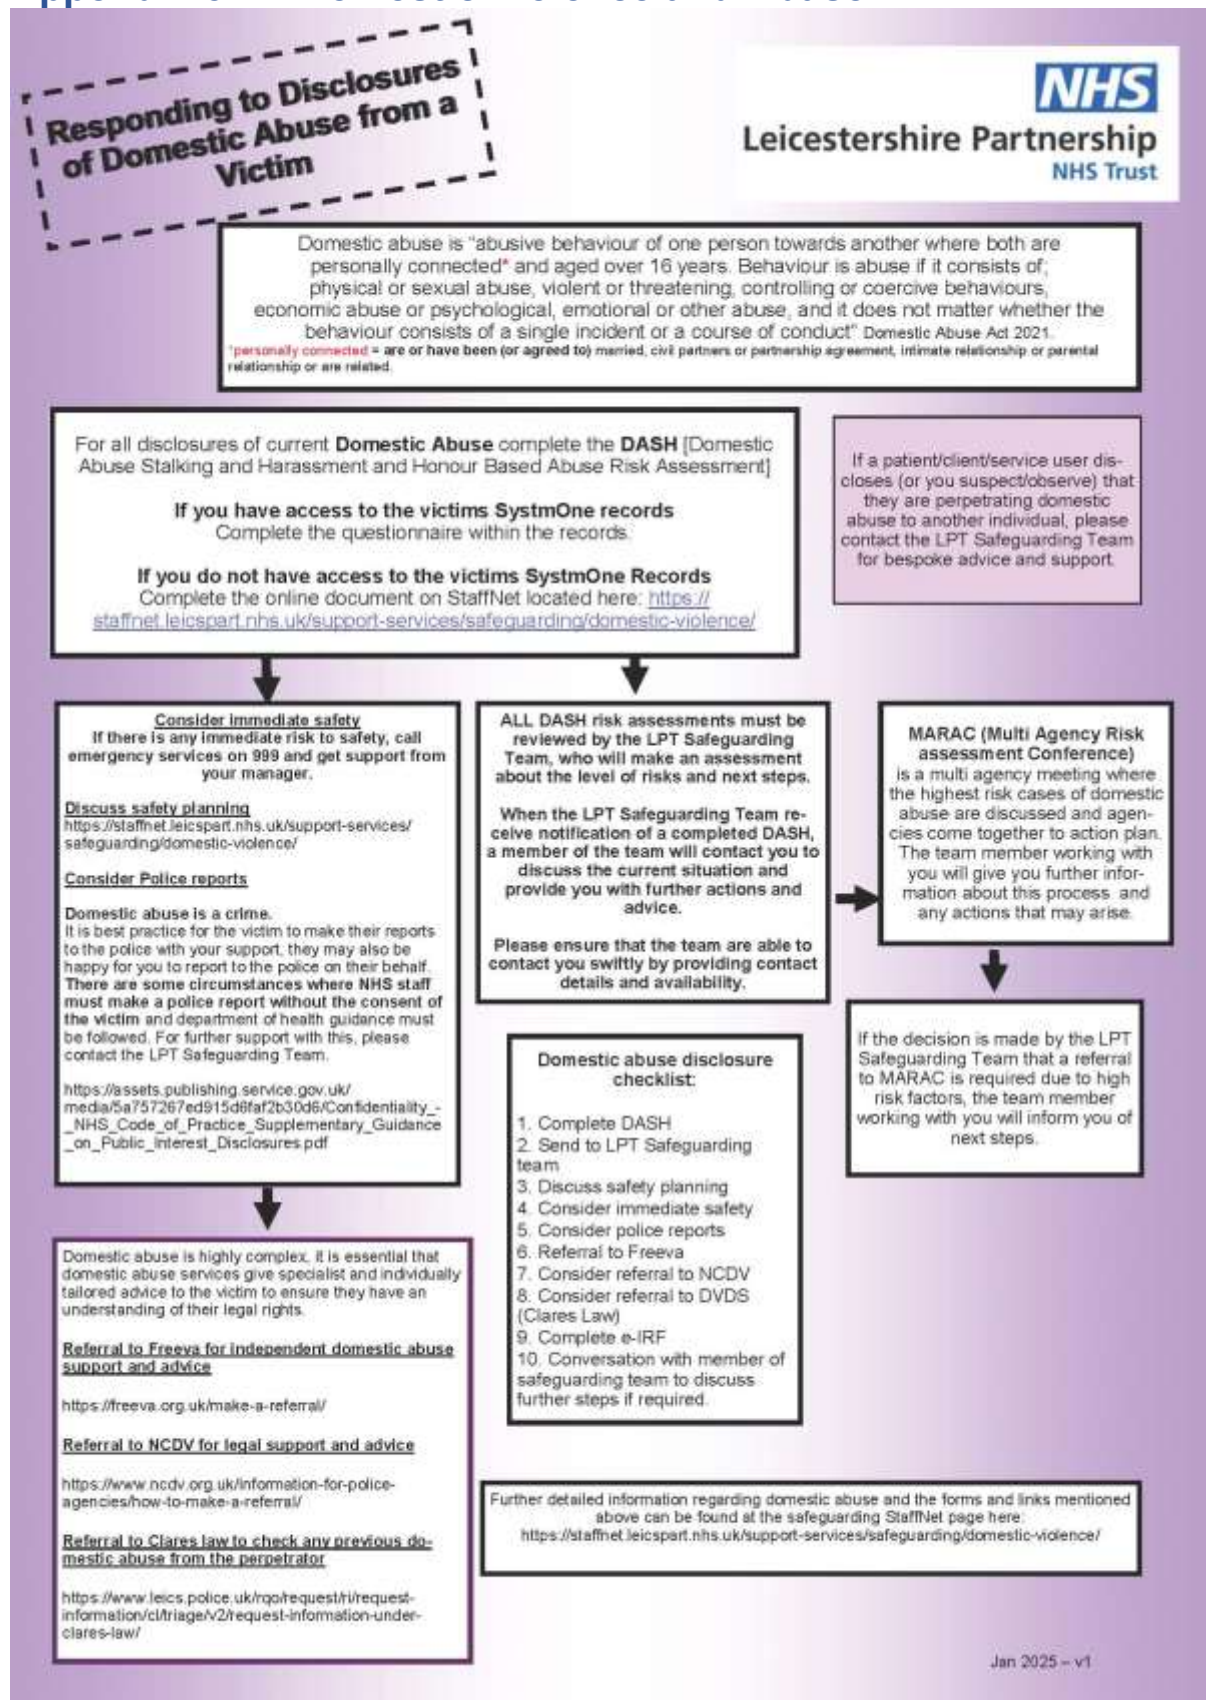 Responding to Disclosures
of Domestic Abuse from a
Victim
NHS
Leicestershire Partnership
NHS Trust
Domestic abuse is "abusive behaviour of one person towards another where both are
personally connected* and aged over 16 years. Behaviour is abuse if it consists of;
physical or sexual abuse, violent or threatening, controlling or coercive behaviours,
economic abuse or psychological, emotional or other abuse, and it does not matter whether the
behaviour consists of a single incident or a course of conduct" Domestic Abuse Act 2021.
*personally connected = are or have been (or agreed to) married, civil partners or partnership agreement, intimate relationship or parental
relationship or are related.
For all disclosures of current Domestic Abuse complete the DASH [Domestic
Abuse Stalking and Harassment and Honour Based Abuse Risk Assessment]
If you have access to the victims SystmOne records
Complete the questionnaire within the records.
If you do not have access to the victims SystmOne Records
Complete the online document on StaffNet located here: https://
staffnet.leicspart.nhs.uk/support-services/safeguarding/domestic-violence/
If a patient/client/service user dis-
closes (or you suspect/observe) that
they are perpetrating domestic
abuse to another individual, please
contact the LPT Safeguarding Team
for bespoke advice and support.
Consider immediate safety
If there is any immediate risk to safety, call
emergency services on 999 and get support from
your manager.
Discuss safety planning
https://staffnet.leicspart.nhs.uk/support-services/
safeguarding/domestic-violence/
Consider Police reports
Domestic abuse is a crime.
It is best practice for the victim to make their reports
to the police with your support, they may also be
happy for you to report to the police on their behalf.
There are some circumstances where NHS staff
must make a police report without the consent of
the victim and department of health guidance must
be followed. For further support with this, please
contact the LPT Safeguarding Team.
https://assets.publishing.service.gov.uk/
media/5a757267ed915d6faf2b30d6/Confidentiality_-
_NHS_Code_of_Practice_Supplementary_Guidance
_on_Public_Interest_Disclosures.pdf
ALL DASH risk assessments must be
reviewed by the LPT Safeguarding
Team, who will make an assessment
about the level of risks and next steps.
When the LPT Safeguarding Team re-
ceive notification of a completed DASH,
a member of the team will contact you to
discuss the current situation and
provide you with further actions and
advice.
Please ensure that the team are able to
contact you swiftly by providing contact
details and availability.
MARAC (Multi Agency Risk
assessment Conference)
is a multi agency meeting where
the highest risk cases of domestic
abuse are discussed and agen-
cies come together to action plan.
The team member working with
you will give you further infor-
mation about this process and
any actions that may arise.
If the decision is made by the LPT
Safeguarding Team that a referral
to MARAC is required due to high
risk factors, the team member
working with you will inform you of
next steps.
Domestic abuse disclosure
checklist:
1. Complete DASH
2. Send to LPT Safeguarding
team
3. Discuss safety planning
4. Consider immediate safety
5. Consider police reports
6. Referral to Freeva
7. Consider referral to NCDV
8. Consider referral to DVDS
(Clares Law)
9. Complete e-IRF
10. Conversation with member of
safeguarding team to discuss
further steps if required.
Domestic abuse is highly complex, it is essential that
domestic abuse services give specialist and individually
tailored advice to the victim to ensure they have an
understanding of their legal rights.
Referral to Freeva for independent domestic abuse
support and advice
https://freeva.org.uk/make-a-referral/
Referral to NCDV for legal support and advice
https://www.ncdv.org.uk/information-for-police-
agencies/how-to-make-a-referral/
Referral to Clares law to check any previous do-
mestic abuse from the perpetrator
https://www.leics.police.uk/rqo/request/ri/request-
information/cl/triage/v2/request-information-under-
clares-law/
Further detailed information regarding domestic abuse and the forms and links mentioned
above can be found at the safeguarding StaffNet page here:
https://staffnet.leicspart.nhs.uk/support-services/safeguarding/domestic-violence/
Jan 2025 – v1